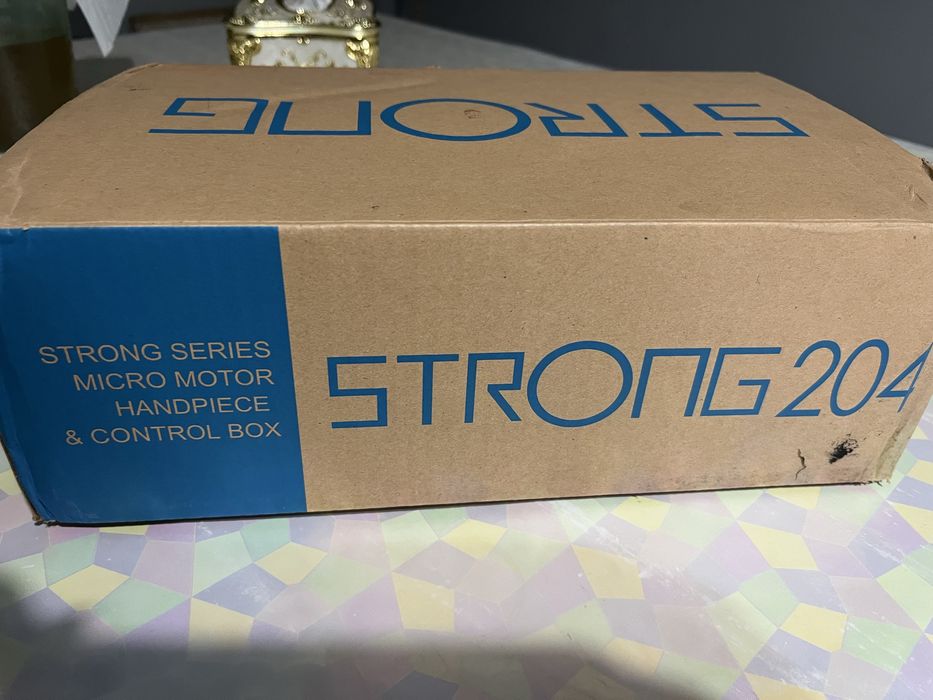 STRONG
STRONG SERIES
MICRO MOTOR
HANDPIECE
& CONTROL BOX
STRONG 204